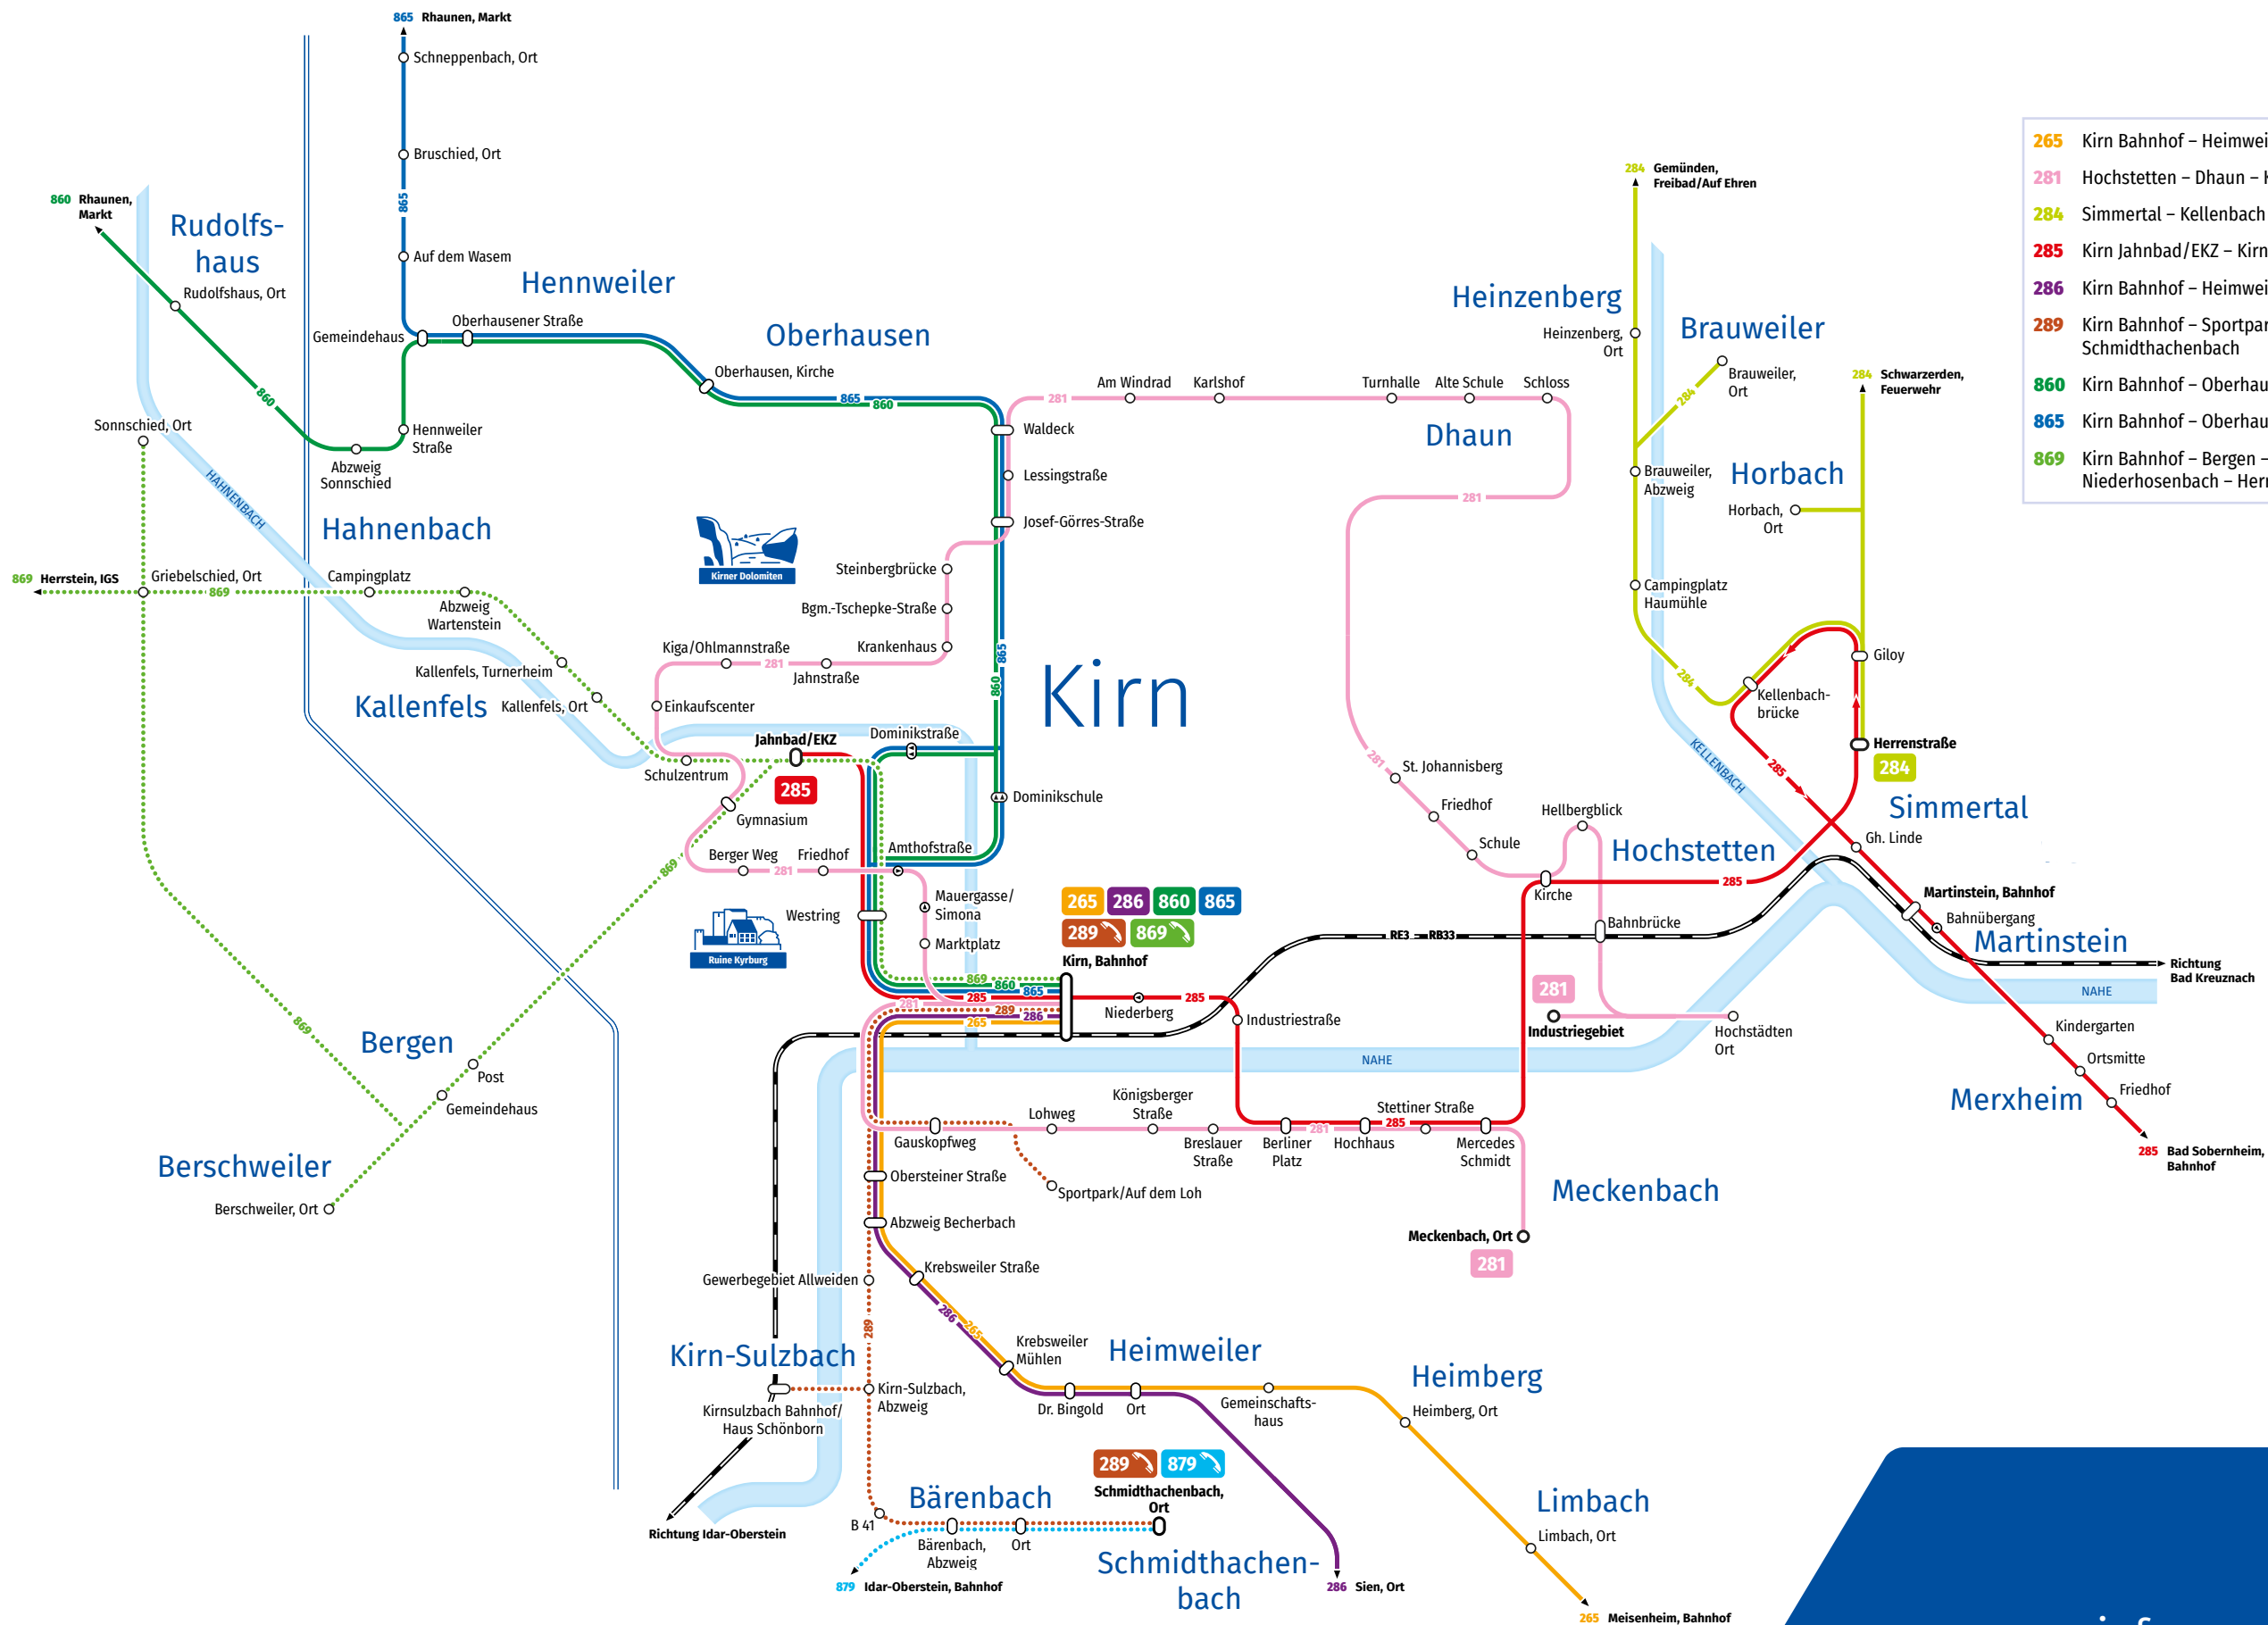 865 Rhaunen, Markt
Schneppenbach, Ort
Bruschied, Ort
865
Auf dem Wasem
860 Rhaunen,
Markt
Rudolfs-
haus
Rudolfshaus, Ort
Hennweiler
Gemeindehaus
Oberhausener Straße
Oberhausen
Oberhausen, Kirche
860
Hennweiler
Straße
Abzweig
Sonnschied
Sonnschied, Ort
HAHNENBACH
Hahnenbach
869 Herrstein, IGS
Griebelschied, Ort
869
Campingplatz
Abzweig
Wartenstein
Kallenfels, Turnerheim
Kallenfels
Kallenfels, Ort
865
860
Waldeck
Lessingstraße
Josef-Görres-Straße
Kirner Dolomiten
Steinbergbrücke
Bgm.-Tschepke-Straße
Krankenhaus
Kiga/Ohlmannstraße
281
Jahnstraße
Einkaufscenter
Kirn
865
860
Jahnbad/EKZ
285
Schulzentrum
Gymnasium
Dominikstraße
Dominikschule
Amthofstraße
Berger Weg
281
Friedhof
869
Mauergasse/
Simona
Marktplatz
Westring
Ruine Kyrburg
265 286 860 865
289 869
Kirn, Bahnhof
869
860
865
285
281
289
286
265
Niederberg
285
Industriestraße
RE3 RB33
281
Am Windrad
Karlshof
Turnhalle
Alte Schule
Schloss
Dhaun
281
281
St. Johannisberg
Friedhof
Schule
Hellbergblick
Hochstetten
Kirche
285
Bahnbrücke
281
Industriegebiet
Hochstädten
Ort
NAHE
284 Gemünden,
Freibad/Auf Ehren
Heinzenberg
Heinzenberg,
Ort
Brauweiler
Brauweiler,
Ort
284
284 Schwarzerden,
Feuerwehr
Brauweiler,
Abzweig
Horbach
Horbach,
Ort
Campingplatz
Haumühle
284
Kellenbach-
brücke
Giloy
Herrenstraße
284
KELLENBACH
285
Simmertal
Gh. Linde
Martinstein, Bahnhof
Bahnübergang
Martinstein
Richtung
Bad Kreuznach
NAHE
Kindergarten
Ortsmitte
Friedhof
Merxheim
285 Bad Sobernheim,
Bahnhof
869
Bergen
Post
Gemeindehaus
Berschweiler
Berschweiler, Ort
Gauskopfweg
Lohweg
Königsberger
Straße
Breslauer
Straße
Berliner
Platz
281
Hochhaus
285
Stettiner Straße
Mercedes
Schmidt
Sportpark/Auf dem Loh
Meckenbach
Meckenbach, Ort
281
Obersteiner Straße
Abzweig Becherbach
Krebsweiler Straße
Gewerbegebiet Allweiden
289
286
265
Krebsweiler
Mühlen
Heimweiler
Dr. Bingold
Ort
Gemeinschafts-
haus
Heimberg
Heimberg, Ort
Limbach
Limbach, Ort
265 Meisenheim, Bahnhof
286 Sien, Ort
Kirn-Sulzbach
Kirnsulzbach Bahnhof/
Haus Schönborn
Kirn-Sulzbach,
Abzweig
Richtung Idar-Oberstein
B 41
Bärenbach
Bärenbach,
Abzweig
Ort
289 879
Schmidthachenbach,
Ort
Schmidthachen-
bach
879 Idar-Oberstein, Bahnhof
265 Kirn Bahnhof – Heimwei
281 Hochstetten – Dhaun –
284 Simmertal – Kellenbach
285 Kirn Jahnbad/EKZ – Kirn
286 Kirn Bahnhof – Heimwei
289 Kirn Bahnhof – Sportpar
Schmidthachenbach
860 Kirn Bahnhof – Oberhau
865 Kirn Bahnhof – Oberhau
869 Kirn Bahnhof – Bergen –
Niederhosenbach – Herr